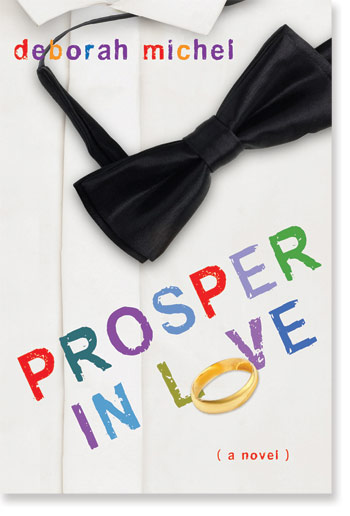 deborah michel
PROSPER
IN LOVE
( a novel )